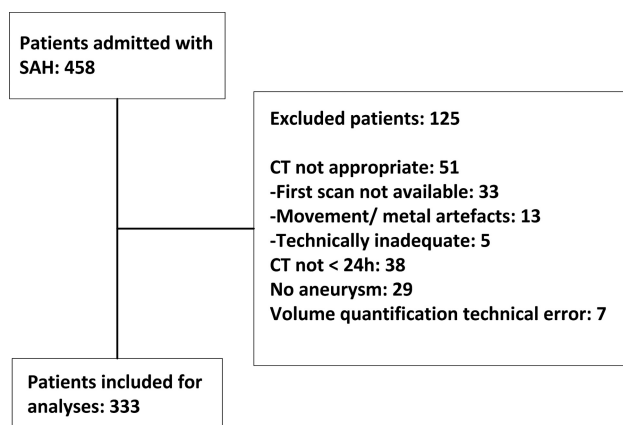 Patients admitted with
SAH: 458
Excluded patients: 125
CT not appropriate: 51
-First scan not available: 33
-Movement/ metal artefacts: 13
-Technically inadequate: 5
CT not < 24h: 38
No aneurysm: 29
Volume quantification technical error: 7
Patients included for
analyses: 333